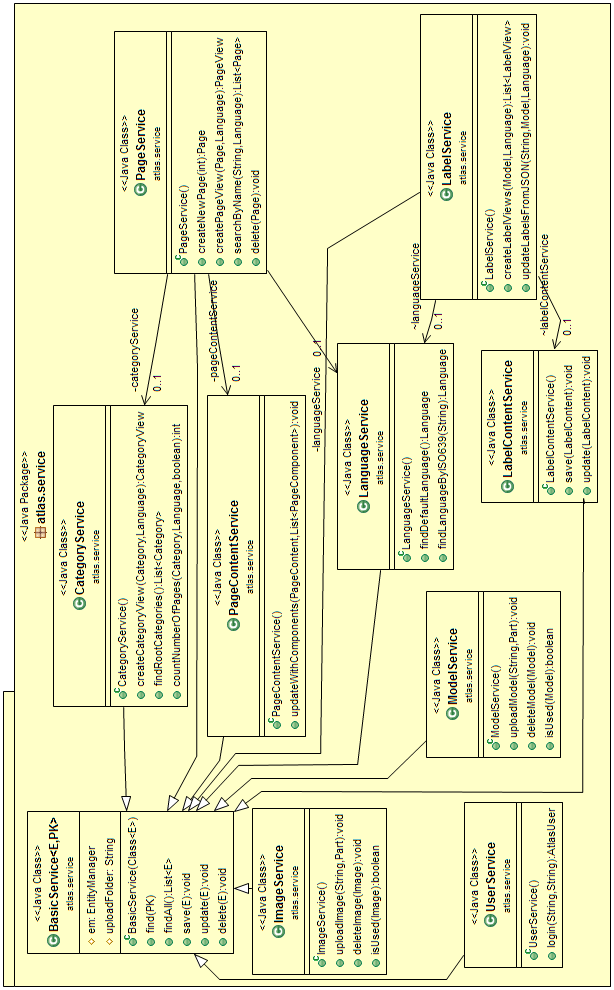 <<Java Package>>
atlas.service
<<Java Class>>
PageService
atlas.service
PageService()
createNewPage(int):Page
createPageView(Page,Language):PageView
searchByName(String,Language):List<Page>
delete(Page):void
<<Java Class>>
LabelService
atlas.service
LabelService()
createLabelViews(Model,Language):List<LabelView>
updateLabelsFromJSON(String,Model,Language):void
-categoryService
0..1
-pageContentService
0..1
-languageService
0..1
~languageService
0..1
~labelContentService
0..1
<<Java Class>>
CategoryService
atlas.service
CategoryService()
createCategoryView(Category,Language):CategoryView
findRootCategories():List<Category>
countNumberOfPages(Category,Language,boolean):int
<<Java Class>>
PageContentService
atlas.service
PageContentService()
updateWithComponents(PageContent,List<PageComponent>):void
<<Java Class>>
LanguageService
atlas.service
LanguageService()
findDefaultLanguage():Language
findLanguageByISO639(String):Language
<<Java Class>>
LabelContentService
atlas.service
LabelContentService()
save(LabelContent):void
update(LabelContent):void
<<Java Class>>
ModelService
atlas.service
ModelService()
uploadModel(String,Part):void
deleteModel(Model):void
isUsed(Model):boolean
<<Java Class>>
BasicService<E,PK>
atlas.service
em: EntityManager
uploadFolder: String
BasicService(Class<E>)
find(PK)
findAll():List<E>
save(E):void
update(E):void
delete(E):void
<<Java Class>>
ImageService
atlas.service
ImageService()
uploadImage(String,Part):void
deleteImage(Image):void
isUsed(Image):boolean
<<Java Class>>
UserService
atlas.service
UserService()
login(String,String):AtlasUser